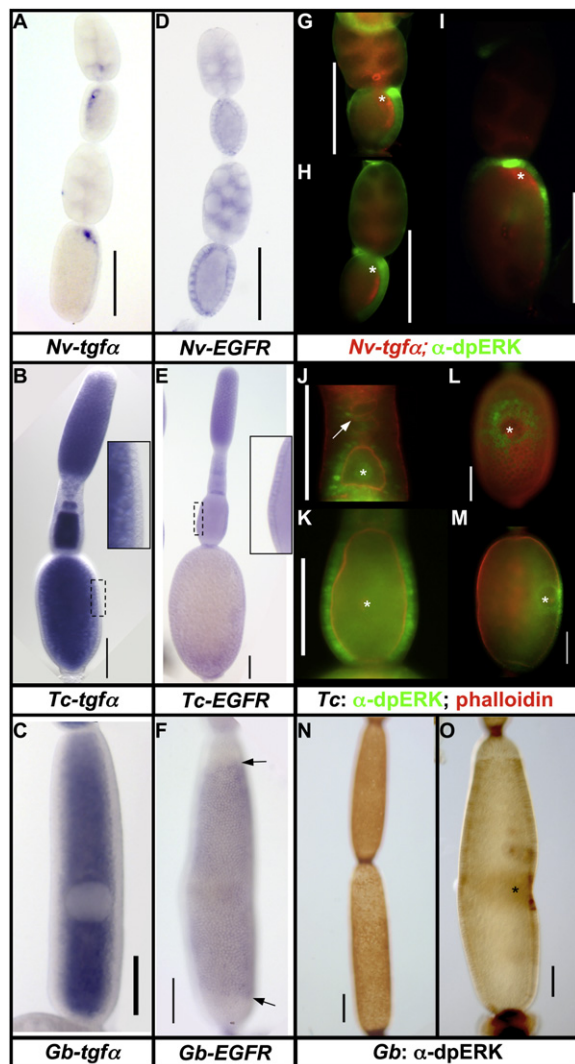 A
D
G
I
H
Nv-tgfα
Nv-EGFR
Nv-tgfα; α-dpERK
B
E
J
L
K
M
Tc-tgfα
Tc-EGFR
Tc: α-dpERK; phalloidin
C
F
N
O
Gb-tgfα
Gb-EGFR
Gb: α-dpERK